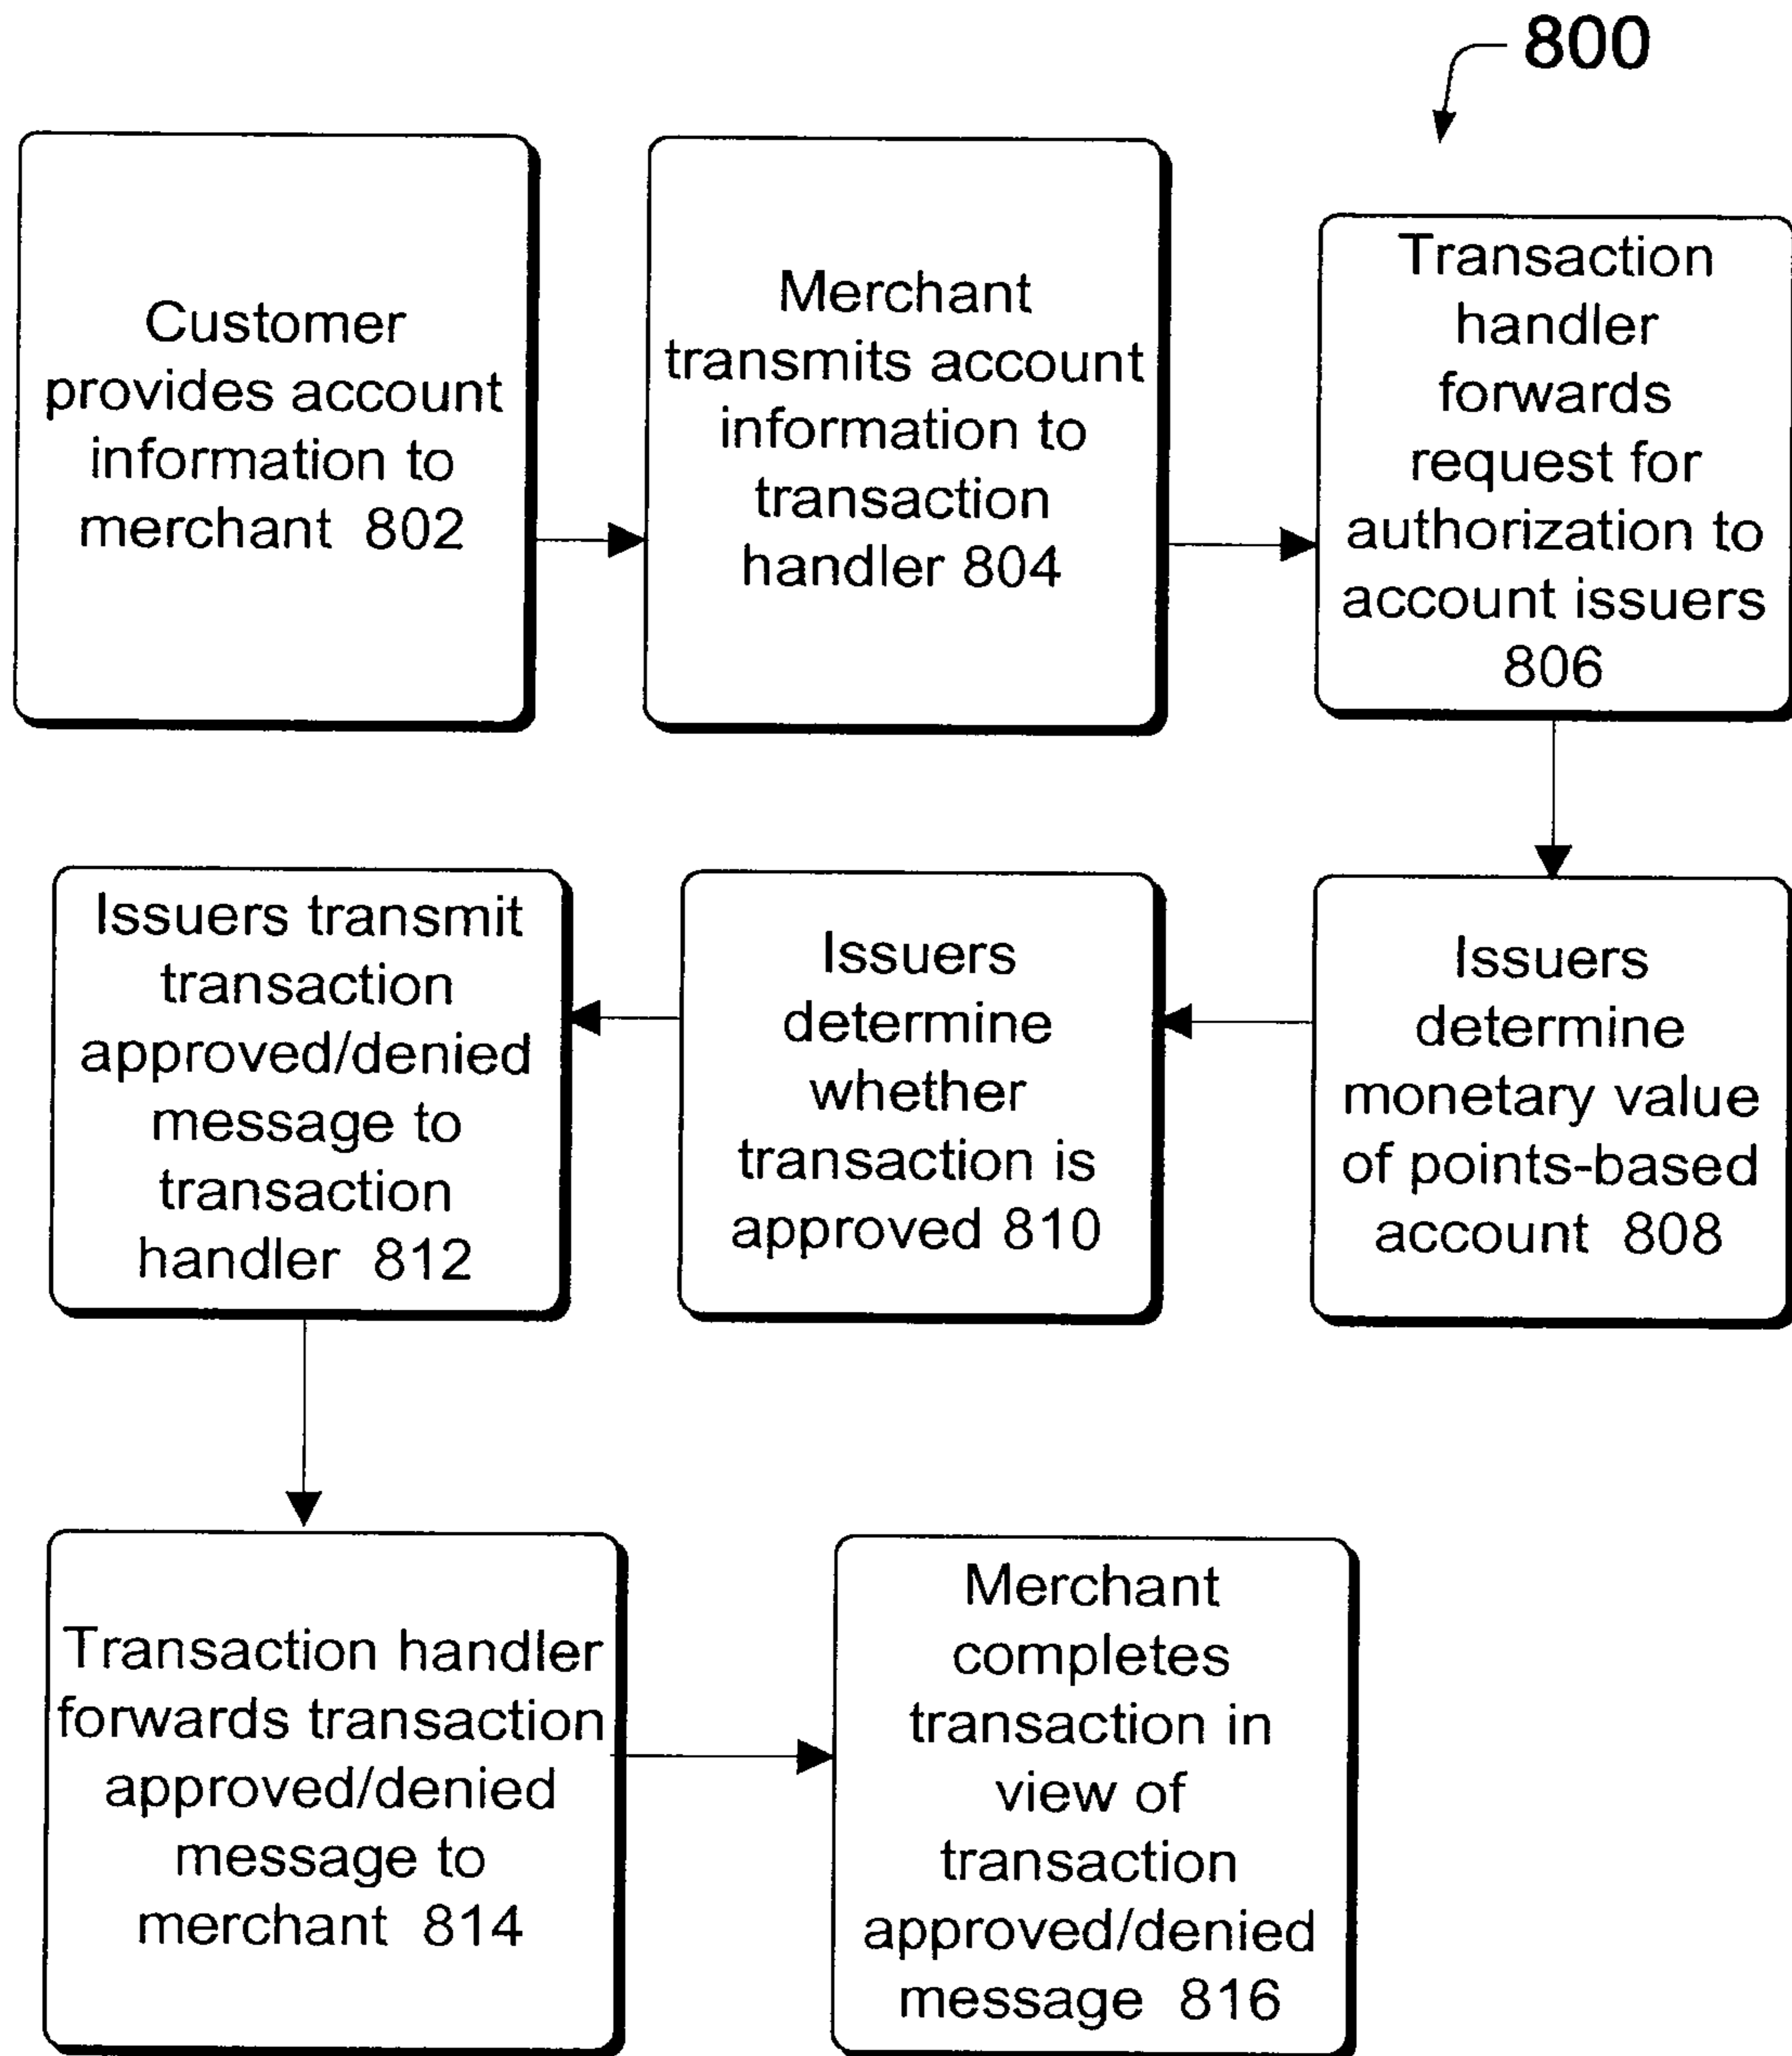 800
Customer
provides account
information to
merchant 802
Merchant
transmits account
information to
transaction
handler 804
Transaction
handler
forwards
request for
authorization to
account issuers
806
Issuers
determine
monetary value
of points-based
account 808
Issuers
determine
whether
transaction is
approved 810
Issuers transmit
transaction
approved/denied
message to
transaction
handler 812
Transaction handler
forwards transaction
approved/denied
message to
merchant 814
Merchant
completes
transaction in
view of
transaction
approved/denied
message 816